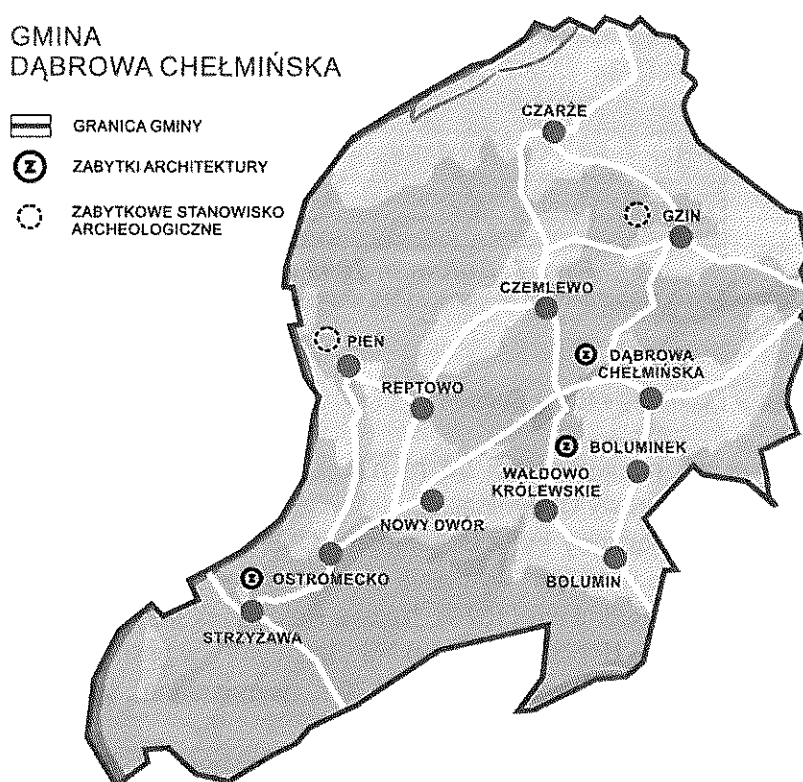 GMINA
DĄBROWA CHEŁMIŃSKA
GRANICA GMINY
Z ZABYTKI ARCHITEKTURY
ZABYTKOWE STANOWISKO
ARCHEOLOGICZNE
CZARŻE
GZIN
CZEMLEWO
PIEŃ
Z DĄBROWA
CHEŁMIŃSKA
REPTOWO
Z BOLUMINEK
WAŁDOWO
KRÓLEWSKIE
NOWY DWÓR
Z OSTROMECKO
BOLUMIN
STRZYŻAWA